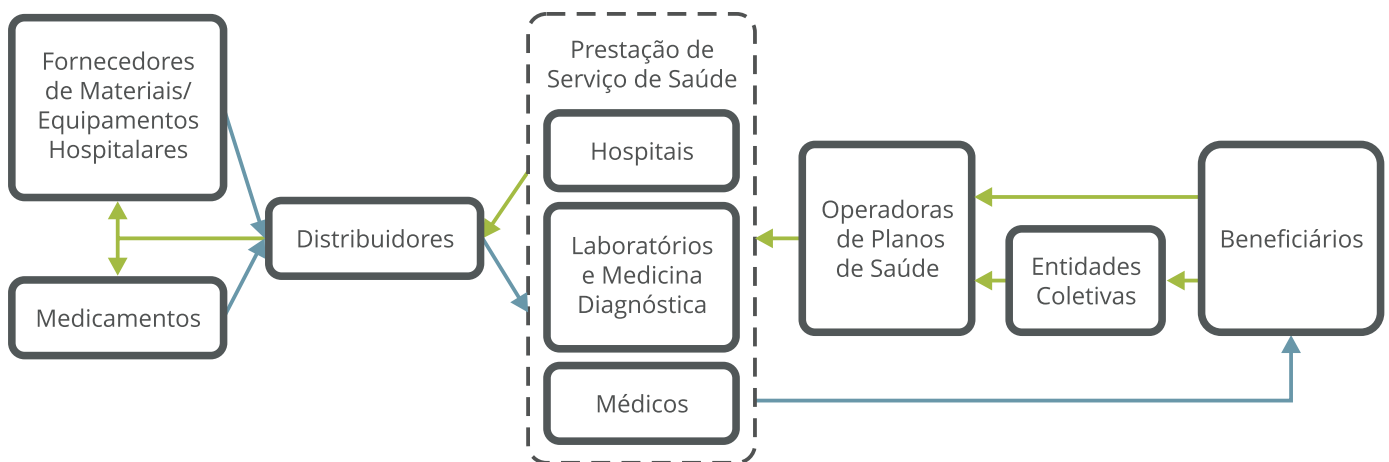 Fornecedores
de Materiais/
Equipamentos
Hospitalares
Medicamentos
Distribuidores
Prestação de
Serviço de Saúde
Hospitais
Laboratórios
e Medicina
Diagnóstica
Médicos
Operadoras
de Planos
de Saúde
Entidades
Coletivas
Beneficiários